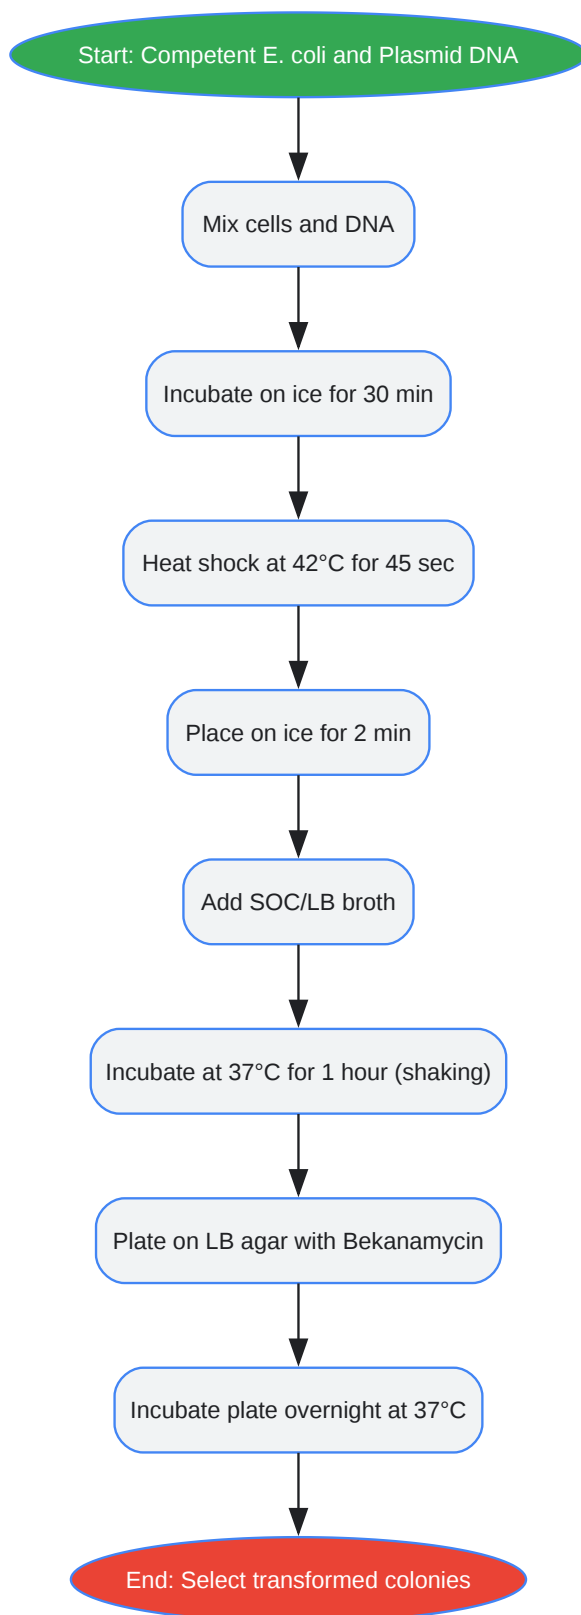 Start: Competent E. coli and Plasmid DNA
Mix cells and DNA
Incubate on ice for 30 min
Heat shock at 42°C for 45 sec
Place on ice for 2 min
Add SOC/LB broth
Incubate at 37°C for 1 hour (shaking)
Plate on LB agar with Bekanamycin
Incubate plate overnight at 37°C
End: Select transformed colonies